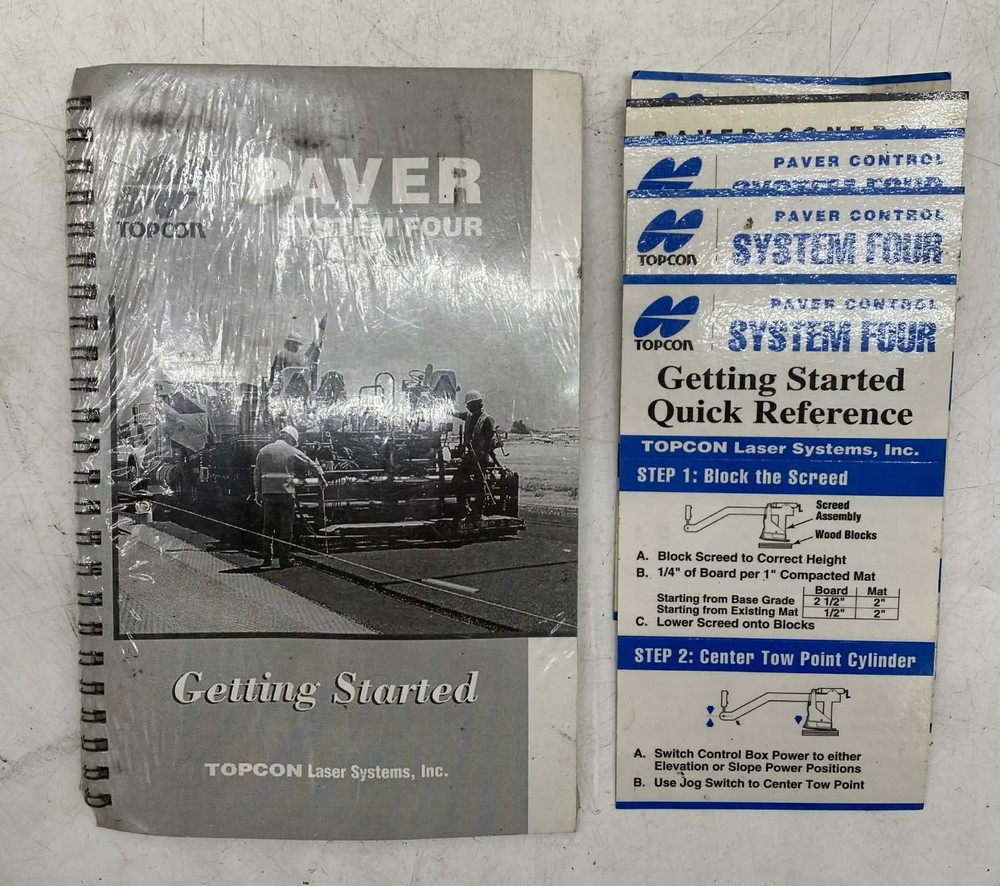 PAVER
SYSTEM FOUR
TOPCON
Getting Started
TOPCON Laser Systems, Inc.
PAVER CONTROL
PAVER CONTROL
SYSTEM FOUR
PAVER CONTROL
SYSTEM FOUR
TOPCON
PAVER CONTROL
SYSTEM FOUR
TOPCON
Getting Started
Quick Reference
TOPCON Laser Systems, Inc.
STEP 1: Block the Screed
Screed
Assembly
Wood Blocks
A. Block Screed to Correct Height
B. 1/4" of Board per 1" Compacted Mat
Board Mat
Starting from Base Grade 2 1/2" 2"
Starting from Existing Mat 1/2" 2"
C. Lower Screed onto Blocks
STEP 2: Center Tow Point Cylinder
A. Switch Control Box Power to either
Elevation or Slope Power Positions
B. Use Jog Switch to Center Tow Point